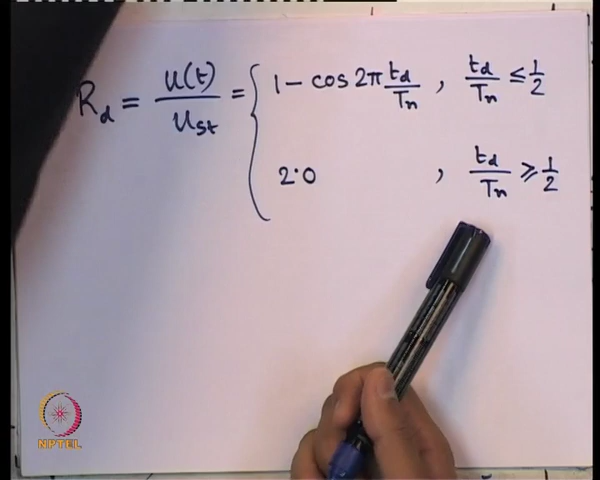 R_d = u(t)/u_st = { 1 - cos 2π t_d/T_n , t_d/T_n ≤ 1/2
2.0 , t_d/T_n ≥ 1/2
NPTEL